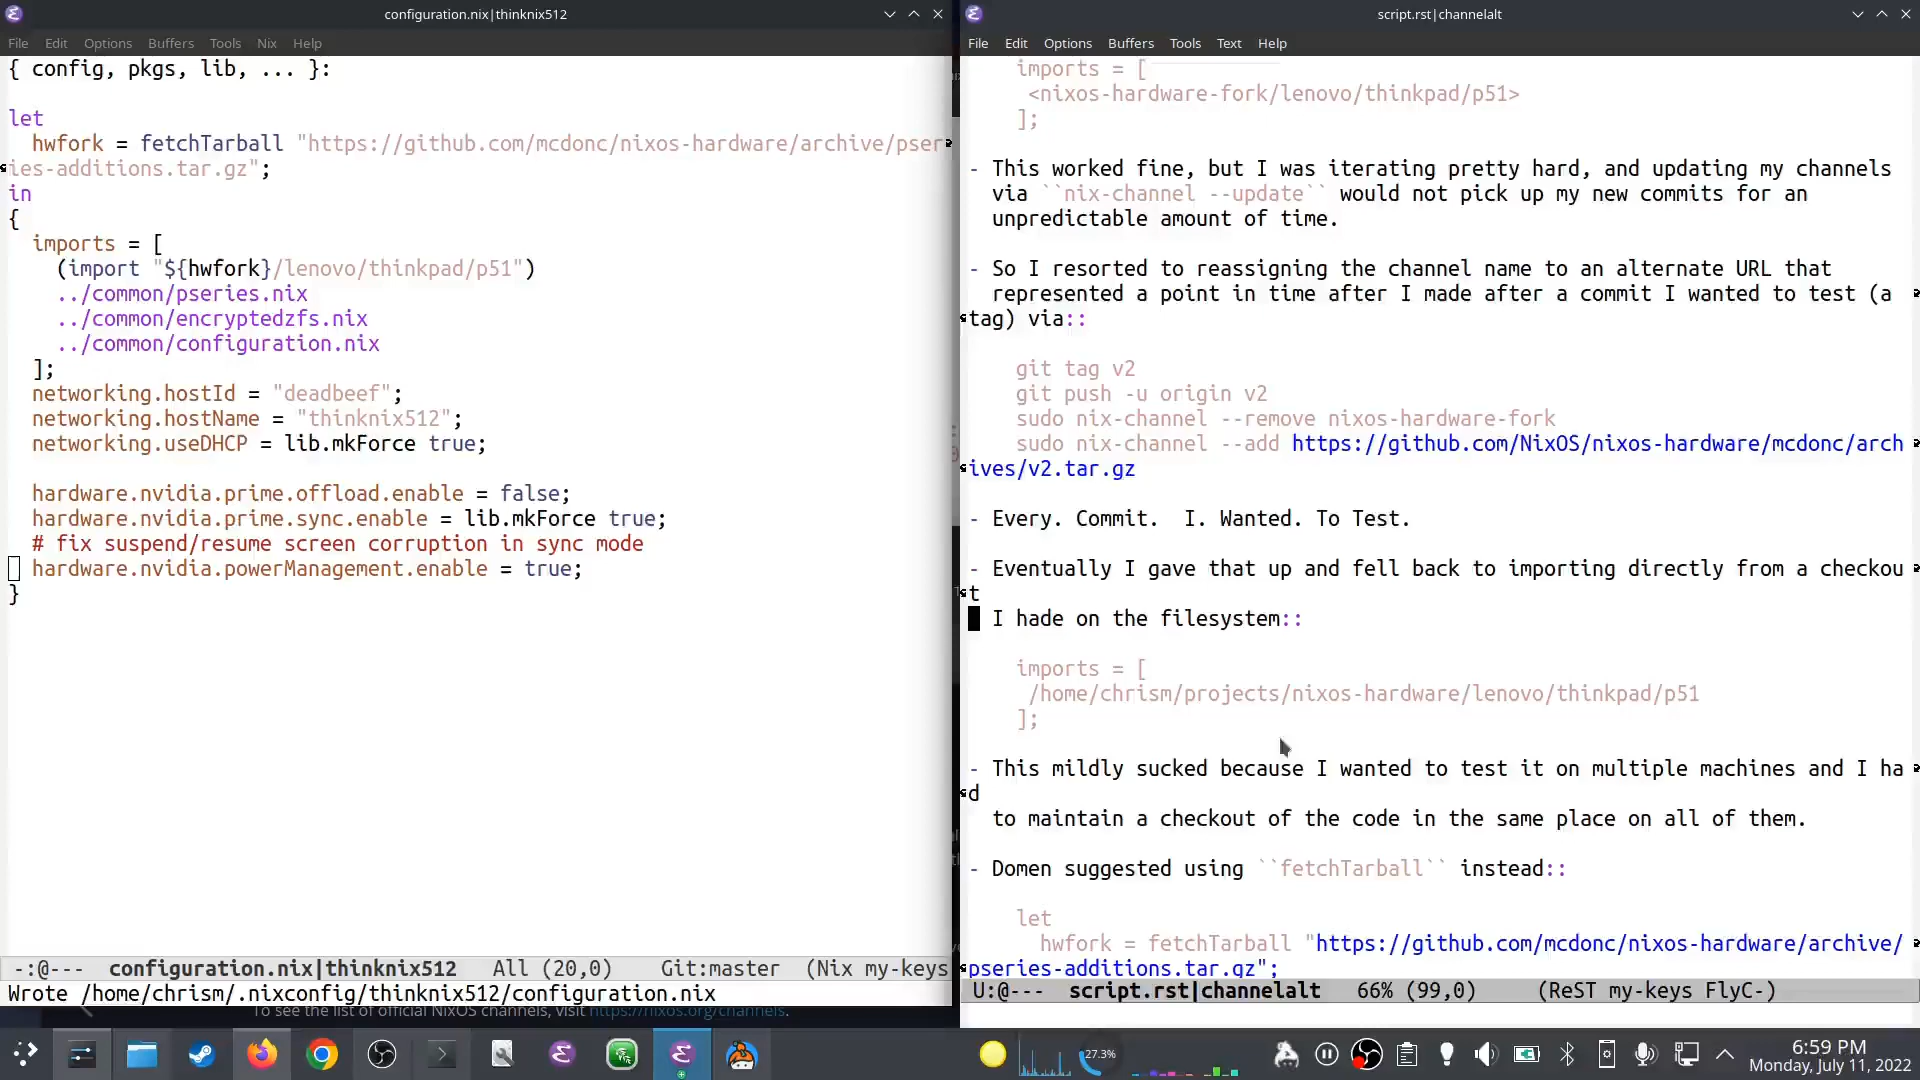 configuration.nix|thinknix512
File Edit Options Buffers Tools Nix Help
{ config, pkgs, lib, ... }:
let
hwfork = fetchTarball "https://github.com/mcdonc/nixos-hardware/archive/pser
ies-additions.tar.gz";
in
{
imports = [
(import "${hwfork}/lenovo/thinkpad/p51")
../common/pseries.nix
../common/encryptedzfs.nix
../common/configuration.nix
];
networking.hostId = "deadbeef";
networking.hostName = "thinknix512";
networking.useDHCP = lib.mkForce true;
hardware.nvidia.prime.offload.enable = false;
hardware.nvidia.prime.sync.enable = lib.mkForce true;
# fix suspend/resume screen corruption in sync mode
hardware.nvidia.powerManagement.enable = true;
}
-:@--- configuration.nix|thinknix512 All (20,0) Git:master (Nix my-keys
Wrote /home/chrism/.nixconfig/thinknix512/configuration.nix
To see the list of official NixOS channels, visit https://nixos.org/channels.
script.rst|channelalt
File Edit Options Buffers Tools Text Help
imports = [
<nixos-hardware-fork/lenovo/thinkpad/p51>
];
- This worked fine, but I was iterating pretty hard, and updating my channels
via ``nix-channel --update`` would not pick up my new commits for an
unpredictable amount of time.
- So I resorted to reassigning the channel name to an alternate URL that
represented a point in time after I made after a commit I wanted to test (a
tag) via::
git tag v2
git push -u origin v2
sudo nix-channel --remove nixos-hardware-fork
sudo nix-channel --add https://github.com/NixOS/nixos-hardware/mcdonc/arch
ives/v2.tar.gz
- Every. Commit. I. Wanted. To Test.
- Eventually I gave that up and fell back to importing directly from a checkou
t
I hade on the filesystem::
imports = [
/home/chrism/projects/nixos-hardware/lenovo/thinkpad/p51
];
- This mildly sucked because I wanted to test it on multiple machines and I ha
d
to maintain a checkout of the code in the same place on all of them.
- Domen suggested using ``fetchTarball`` instead::
let
hwfork = fetchTarball "https://github.com/mcdonc/nixos-hardware/archive/
pseries-additions.tar.gz";
U:@--- script.rst|channelalt 66% (99,0) (ReST my-keys FlyC-)
27.3%
6:59 PM
Monday, July 11, 2022